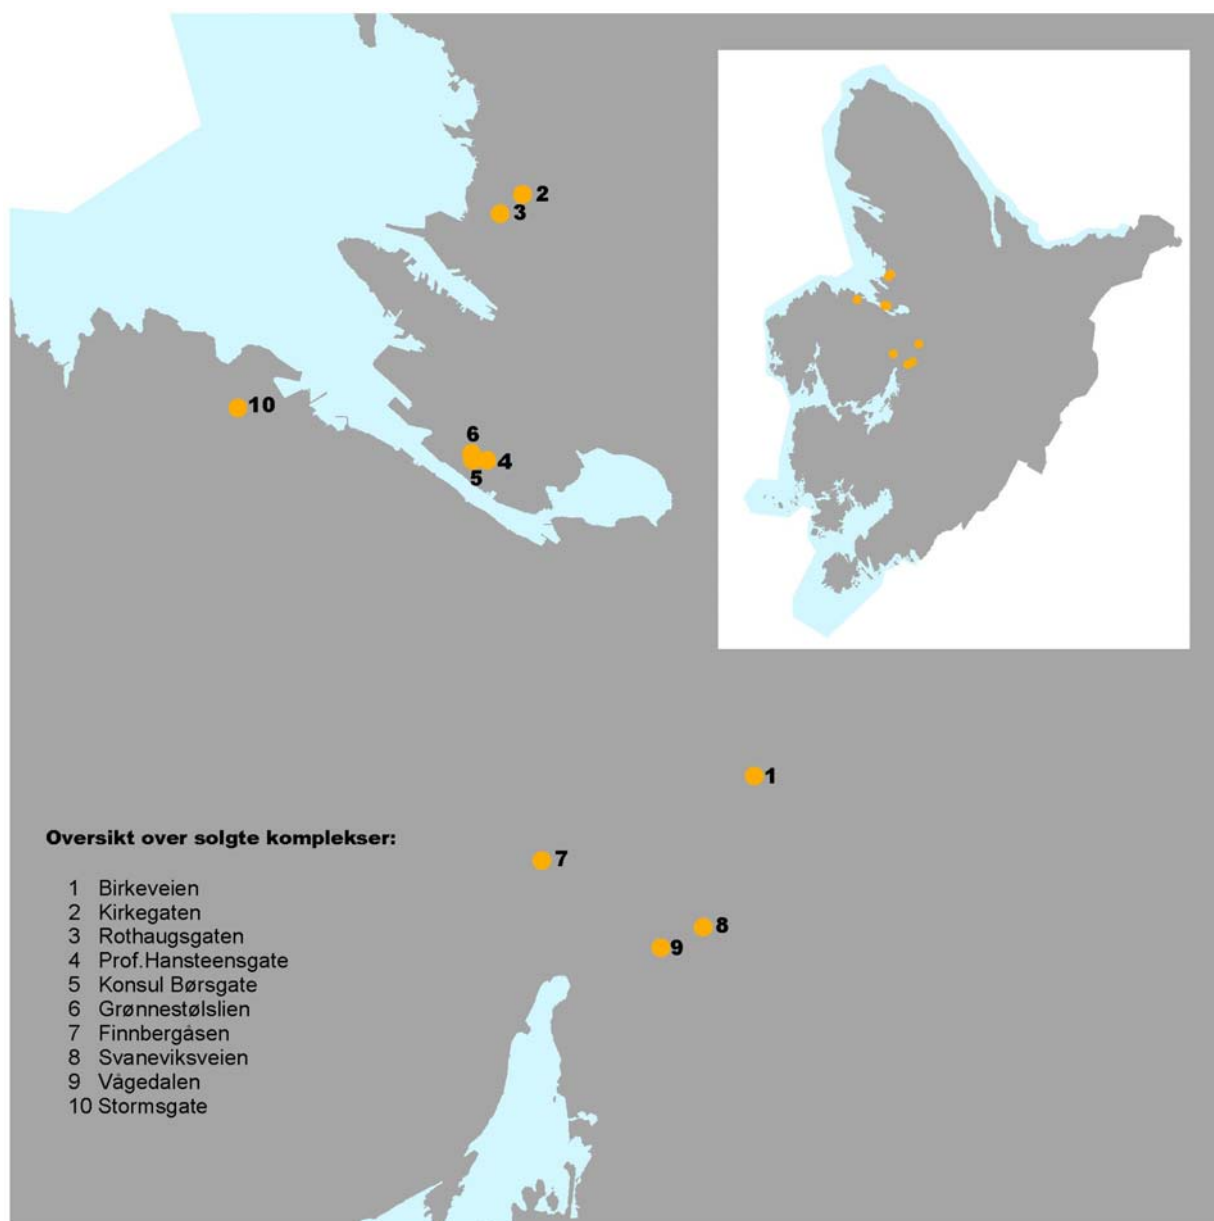 2
3
10
6
4
5
1
Oversikt over solgte komplekser:
7
1 Birkeveien
2 Kirkegaten
8
3 Rothaugsgaten
9
4 Prof.Hansteensgate
5 Konsul Børsgate
6 Grønnestølslien
7 Finnbergåsen
8 Svaneviksveien
9 Vågedalen
10 Stormsgate